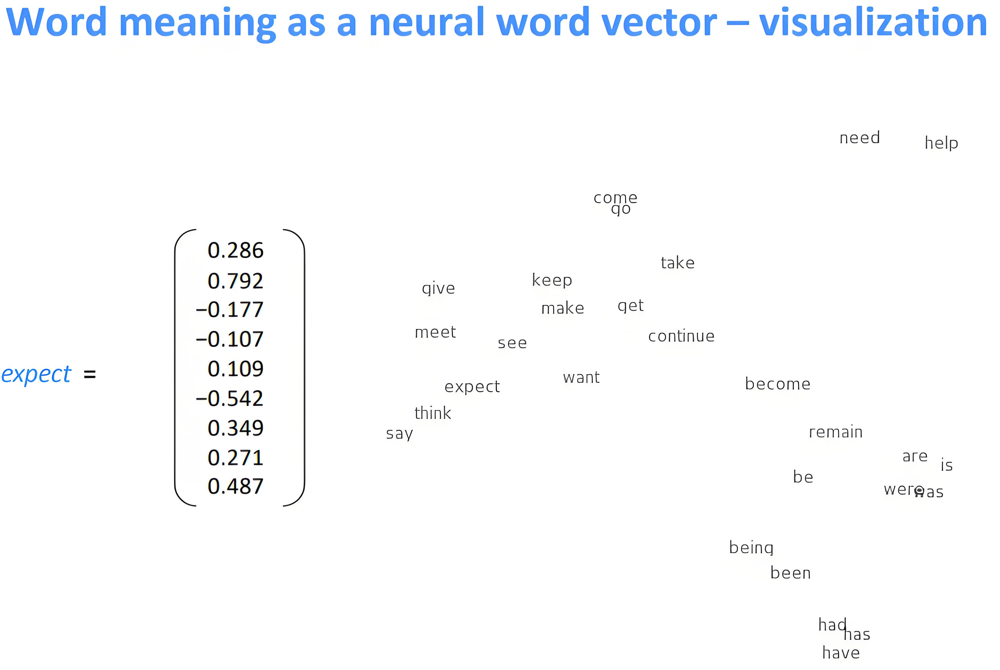 Word meaning as a neural word vector – visualization
expect =
0.286
0.792
−0.177
−0.107
0.109
−0.542
0.349
0.271
0.487
need help
come
go
take
keep
give
make get
meet
see
continue
want
expect
become
think
say
remain
are
is
be
were was
being
been
had
has
have